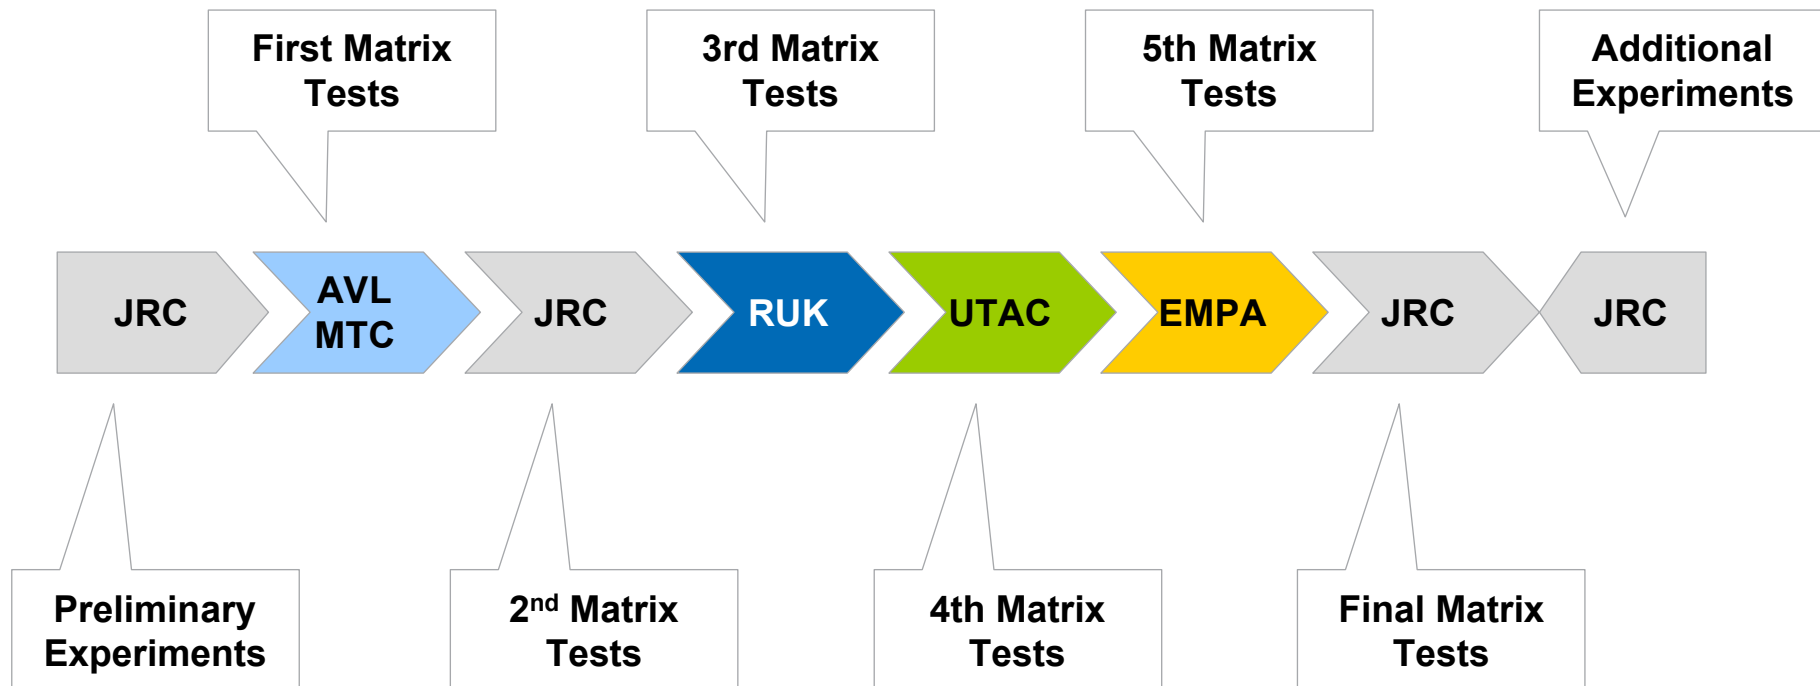 First Matrix
Tests
3rd Matrix
Tests
5th Matrix
Tests
Additional
Experiments
JRC
AVL
MTC
JRC
RUK
UTAC
EMPA
JRC
JRC
Preliminary
Experiments
2nd Matrix
Tests
4th Matrix
Tests
Final Matrix
Tests